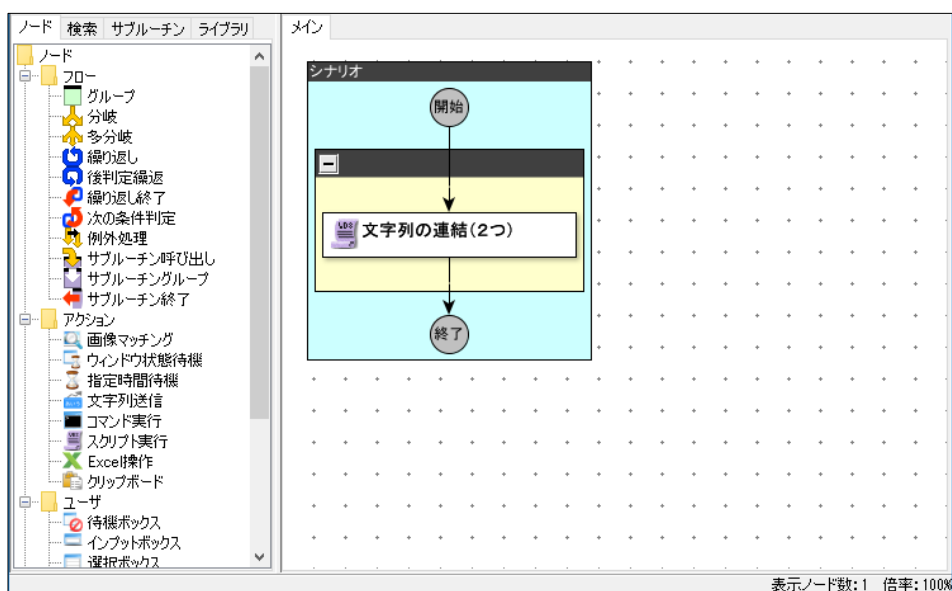 ノード 検索 サブルーチン ライブラリ
ノード
フロー
グループ
分岐
多分岐
繰り返し
後判定繰返
繰り返し終了
次の条件判定
例外処理
サブルーチン呼び出し
サブルーチングループ
サブルーチン終了
アクション
画像マッチング
ウィンドウ状態待機
指定時間待機
文字列送信
コマンド実行
スクリプト実行
Excel操作
クリップボード
ユーザ
待機ボックス
インプットボックス
選択ボックス
メイン
シナリオ
開始
文字列の連結(2つ)
終了
表示ノード数:1 倍率:100%